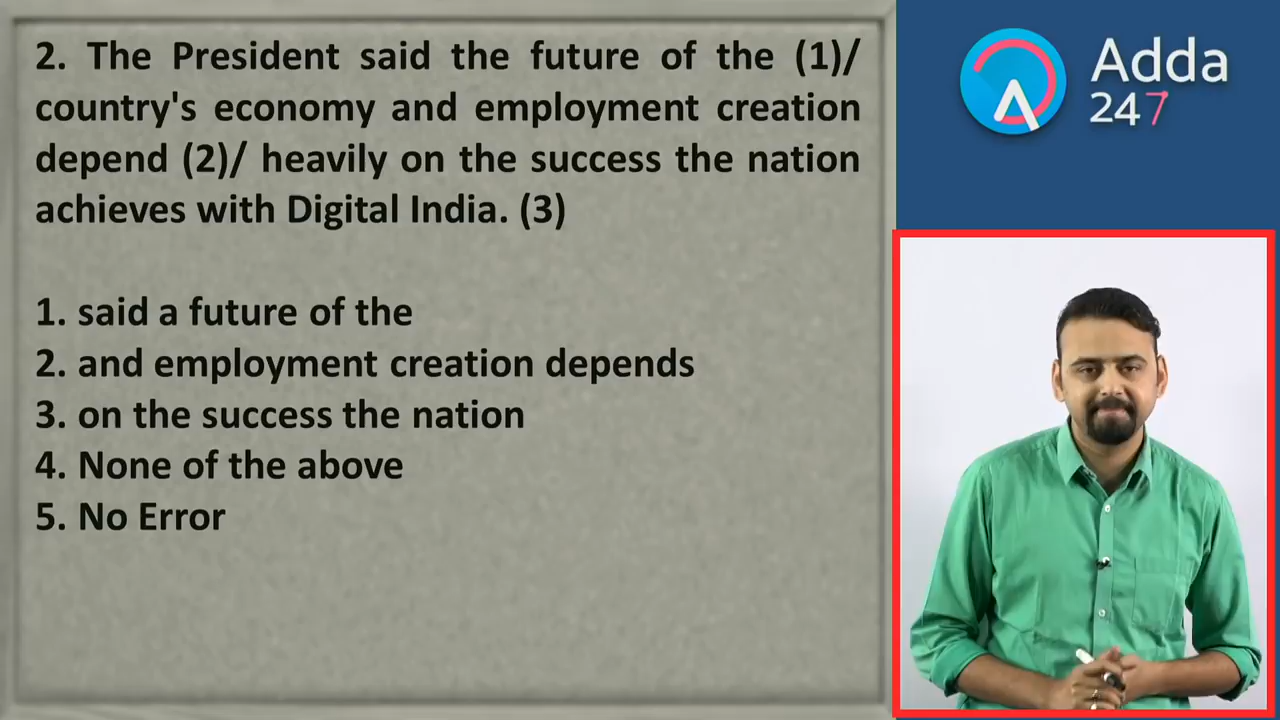 2. The President said the future of the (1)/
country's economy and employment creation
depend (2)/ heavily on the success the nation
achieves with Digital India. (3)
1. said a future of the
2. and employment creation depends
3. on the success the nation
4. None of the above
5. No Error
Adda
247